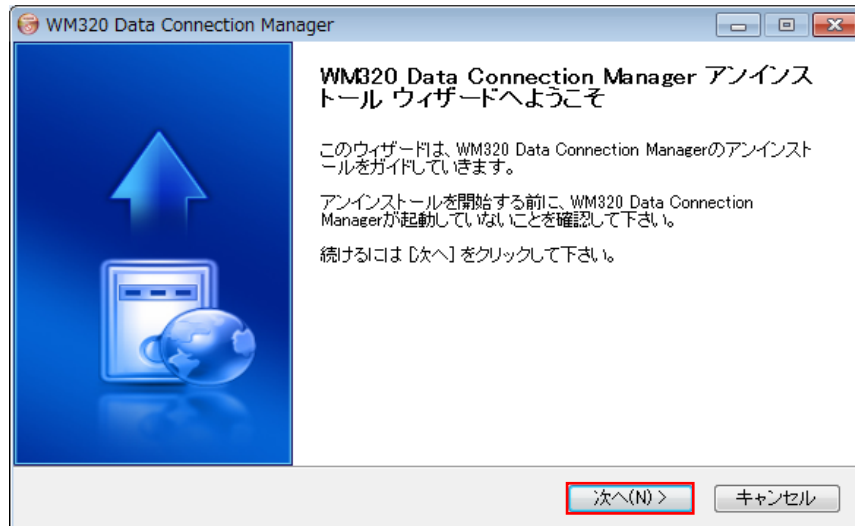 WM320 Data Connection Manager
WM320 Data Connection Manager アンインス
トール ウィザードへようこそ
このウィザードは、WM320 Data Connection Managerのアンインスト
ールをガイドしていきます。
アンインストールを開始する前に、WM320 Data Connection
Managerが起動していないことを確認して下さい。
続けるには [次へ] をクリックして下さい。
次へ(N) >
キャンセル